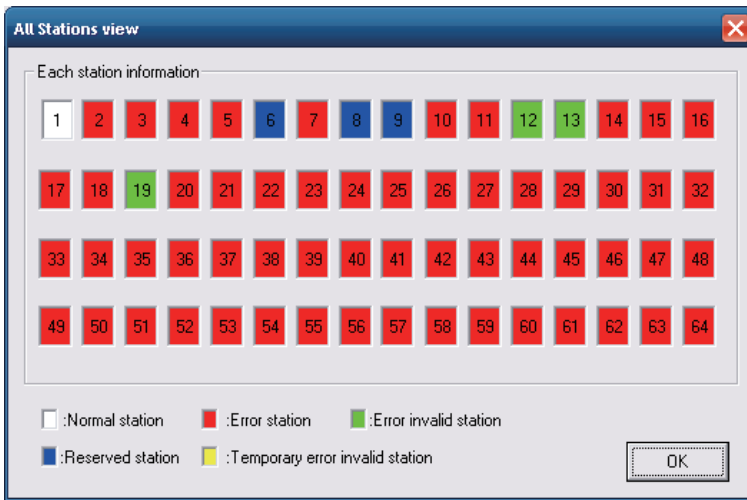 All Stations view
Each station information
1 2 3 4 5 6 7 8 9 10 11 12 13 14 15 16
17 18 19 20 21 22 23 24 25 26 27 28 29 30 31 32
33 34 35 36 37 38 39 40 41 42 43 44 45 46 47 48
49 50 51 52 53 54 55 56 57 58 59 60 61 62 63 64
:Normal station :Error station :Error invalid station
:Reserved station :Temporary error invalid station
OK